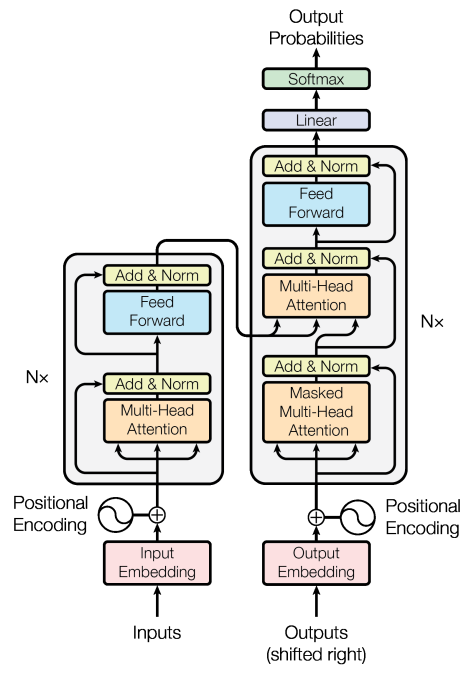 Output
Probabilities
Softmax
Linear
Add & Norm
Feed
Forward
Add & Norm
Multi-Head
Attention
Add & Norm
Masked
Multi-Head
Attention
N×
Add & Norm
Feed
Forward
Add & Norm
Multi-Head
Attention
N×
Positional
Encoding
Positional
Encoding
Input
Embedding
Output
Embedding
Inputs
Outputs
(shifted right)